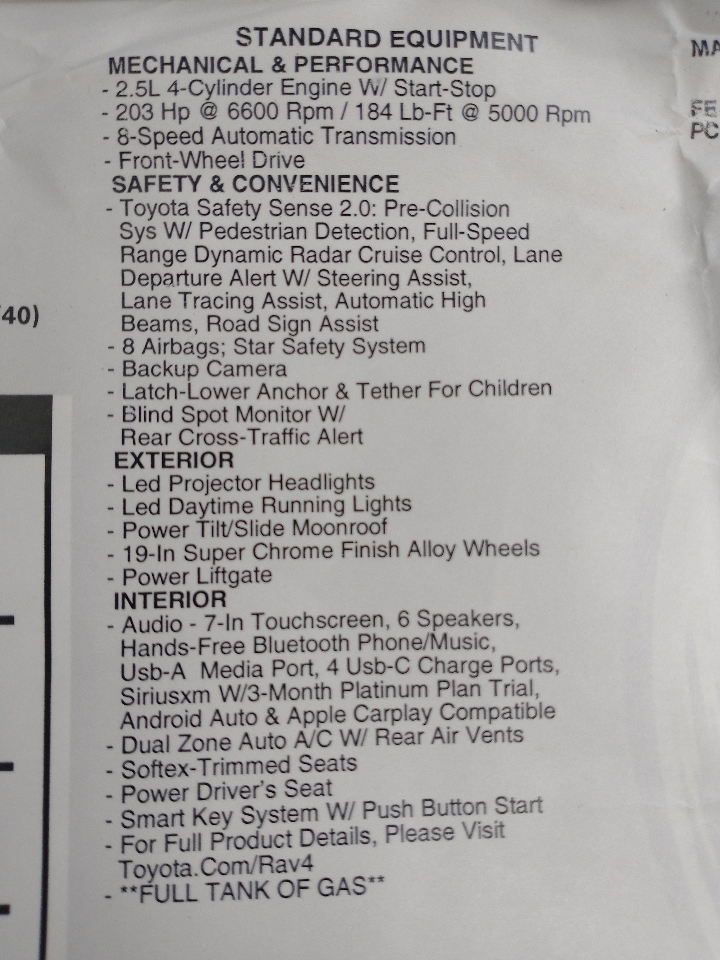 STANDARD EQUIPMENT
MECHANICAL & PERFORMANCE
- 2.5L 4-Cylinder Engine W/ Start-Stop
- 203 Hp @ 6600 Rpm / 184 Lb-Ft @ 5000 Rpm
- 8-Speed Automatic Transmission
- Front-Wheel Drive
SAFETY & CONVENIENCE
- Toyota Safety Sense 2.0: Pre-Collision
Sys W/ Pedestrian Detection, Full-Speed
Range Dynamic Radar Cruise Control, Lane
Departure Alert W/ Steering Assist,
Lane Tracing Assist, Automatic High
Beams, Road Sign Assist
- 8 Airbags; Star Safety System
- Backup Camera
- Latch-Lower Anchor & Tether For Children
- Blind Spot Monitor W/
Rear Cross-Traffic Alert
EXTERIOR
- Led Projector Headlights
- Led Daytime Running Lights
- Power Tilt/Slide Moonroof
- 19-In Super Chrome Finish Alloy Wheels
- Power Liftgate
INTERIOR
- Audio - 7-In Touchscreen, 6 Speakers,
Hands-Free Bluetooth Phone/Music,
Usb-A Media Port, 4 Usb-C Charge Ports,
Siriusxm W/3-Month Platinum Plan Trial,
Android Auto & Apple Carplay Compatible
- Dual Zone Auto A/C W/ Rear Air Vents
- Softex-Trimmed Seats
- Power Driver's Seat
- Smart Key System W/ Push Button Start
- For Full Product Details, Please Visit
Toyota.Com/Rav4
- **FULL TANK OF GAS**
40)
MA
FE
PC